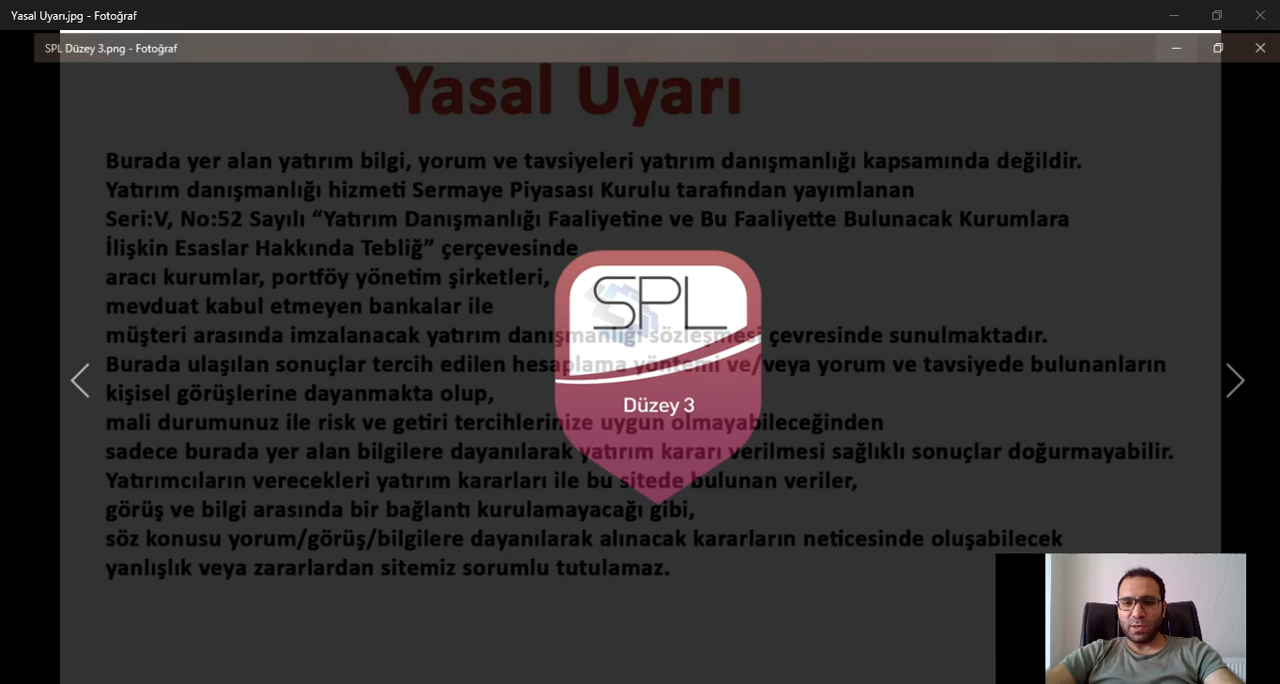 Yasal Uyarı.jpg - Fotoğraf
SPL Düzey 3.png - Fotoğraf
Yasal Uyarı
Burada yer alan yatırım bilgi, yorum ve tavsiyeleri yatırım danışmanlığı kapsamında değildir.
Yatırım danışmanlığı hizmeti Sermaye Piyasası Kurulu tarafından yayımlanan
Seri:V, No:52 Sayılı “Yatırım Danışmanlığı Faaliyetine ve Bu Faaliyette Bulunacak Kurumlara
İlişkin Esaslar Hakkında Tebliğ” çerçevesinde
aracı kurumlar, portföy yönetim şirketleri,
mevduat kabul etmeyen bankalar ile
müşteri arasında imzalanacak yatırım danışmanlığı sözleşmesi çevresinde sunulmaktadır.
Burada ulaşılan sonuçlar tercih edilen hesaplama yöntemi ve/veya yorum ve tavsiyede bulunanların
kişisel görüşlerine dayanmakta olup,
mali durumunuz ile risk ve getiri tercihlerinize uygun olmayabileceğinden
sadece burada yer alan bilgilere dayanılarak yatırım kararı verilmesi sağlıklı sonuçlar doğurmayabilir.
Yatırımcıların verecekleri yatırım kararları ile bu sitede bulunan veriler,
görüş ve bilgi arasında bir bağlantı kurulamayacağı gibi,
söz konusu yorum/görüş/bilgilere dayanılarak alınacak kararların neticesinde oluşabilecek
yanlışlık veya zararlardan sitemiz sorumlu tutulamaz.
SPL
Düzey 3